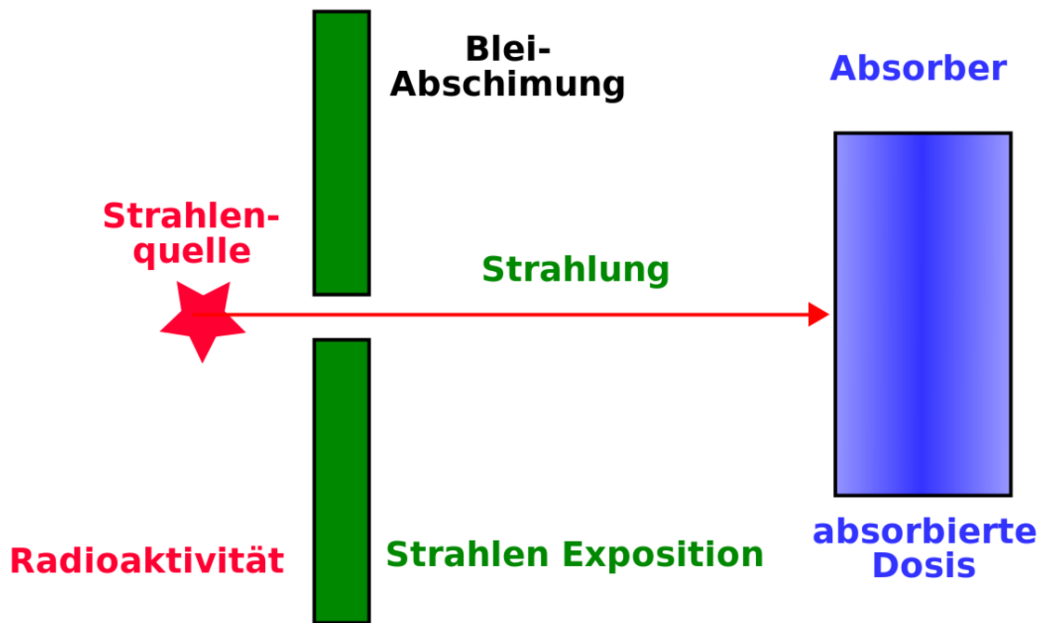 Blei-
Abschimung
Absorber
Strahlen-
quelle
Strahlung
Radioaktivität
Strahlen Exposition
absorbierte
Dosis